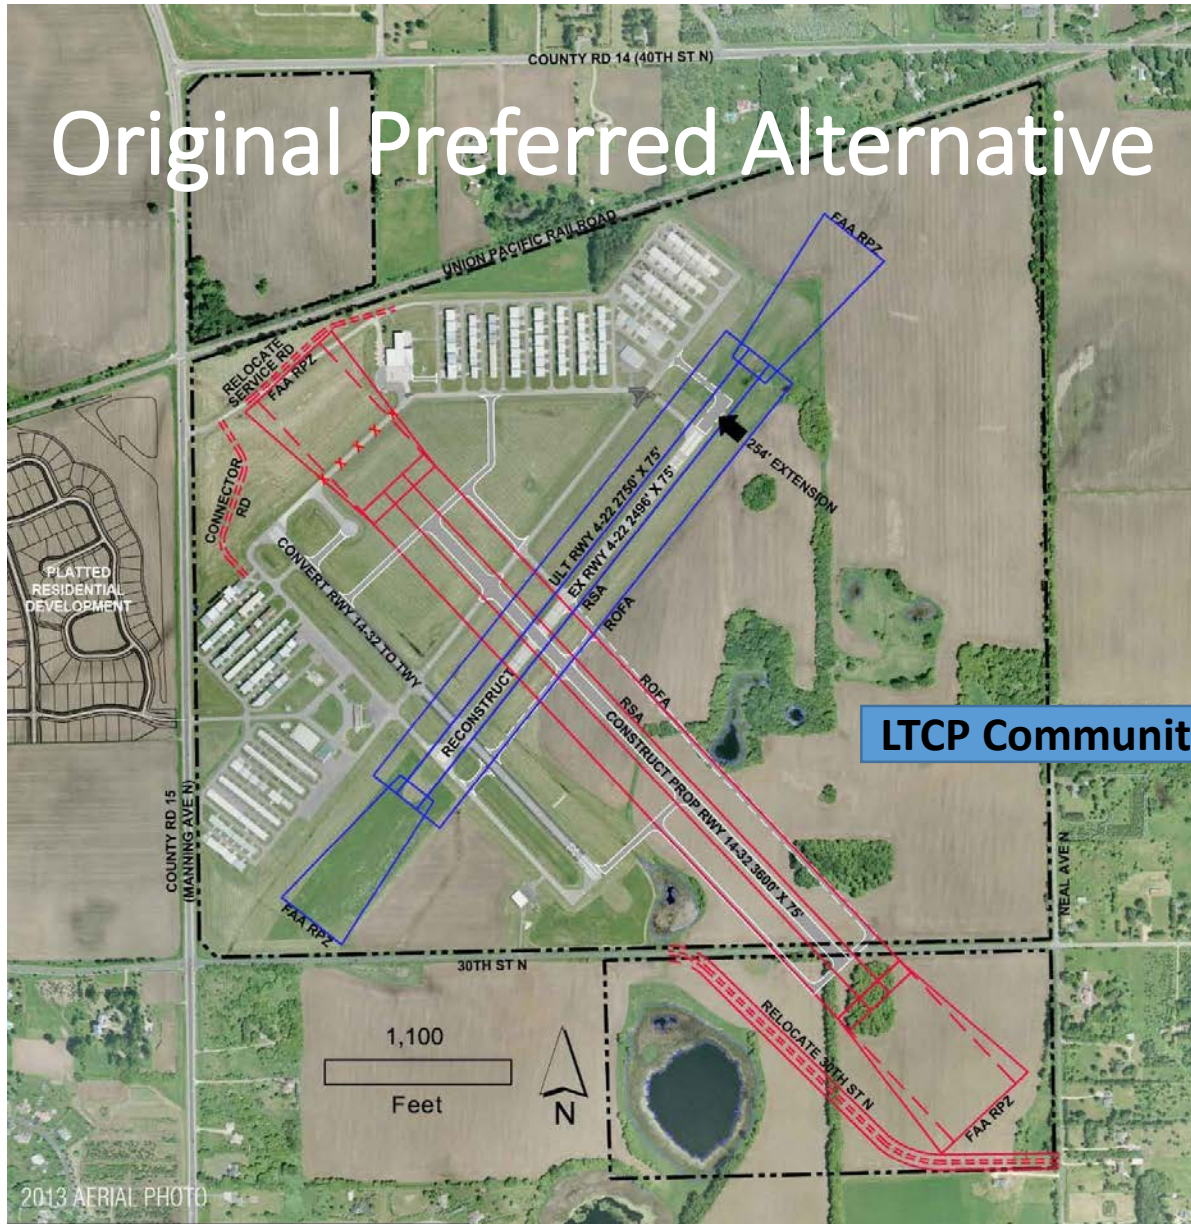 COUNTY RD 14 (40TH ST N)
Original Preferred Alternative
UNION PACIFIC RAILROAD
FAA RPZ
RELOCATE
SERVICE RD
FAA RPZ
CONNECTOR
RD
254' EXTENSION
ULT RWY 4-22 2750' X 75'
EX RWY 4-22 2496' X 75'
RSA
ROFA
CONVERT RWY 14-32 TO TWY
PLATTED
RESIDENTIAL
DEVELOPMENT
RECONSTRUCT
ROFA
RSA
CONSTRUCT PROP RWY 14-32 3600' X 75'
LTCP Communit
COUNTY RD 15
(MANNING AVE N)
NEAL AVE N
FAA RPZ
30TH ST N
RELOCATE 30TH ST N
FAA RPZ
1,100
Feet
N
2013 AERIAL PHOTO